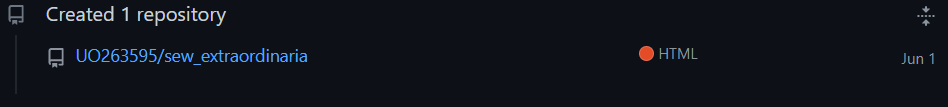 Created 1 repository
UO263595/sew_extraordinaria HTML Jun 1